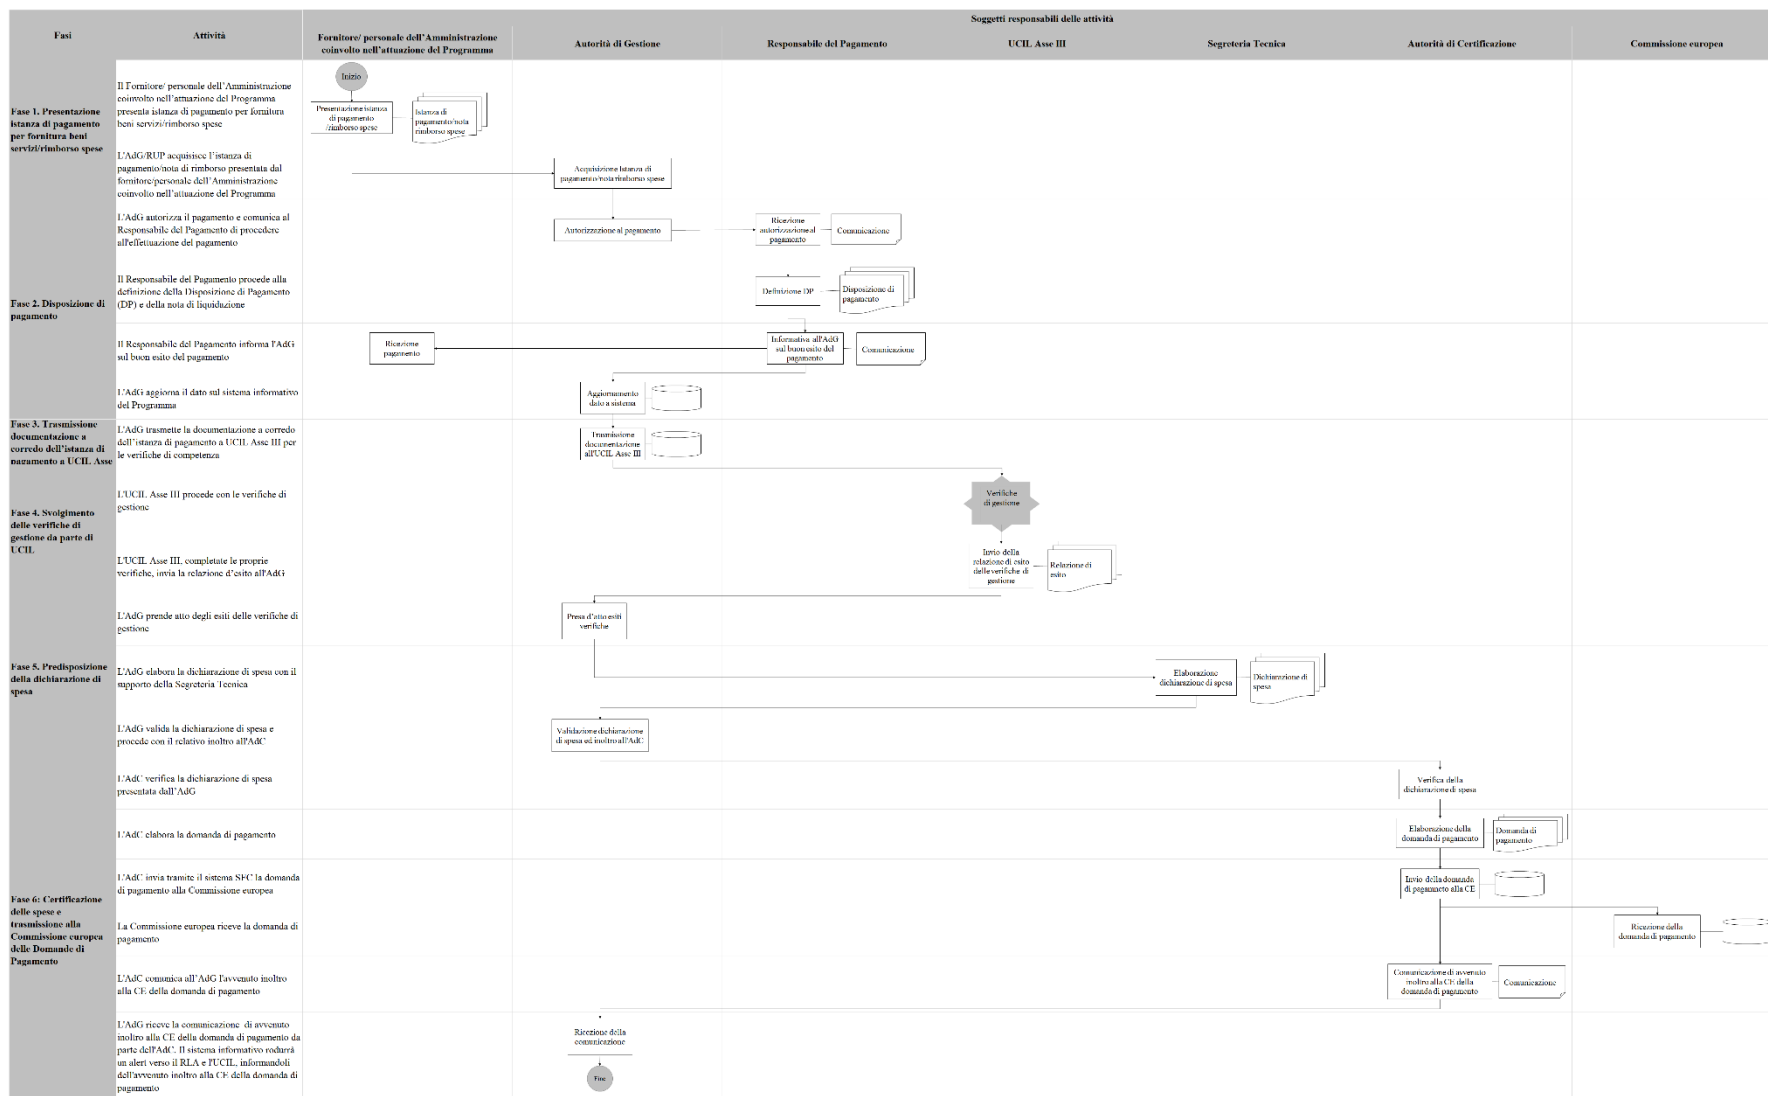 Soggetti responsabili delle attività
Fasi
Attività
Fornitore/ personale dell'Amministrazione
coinvolto nell'attuazione del Programma
Autorità di Gestione
Responsabile del Pagamento
UCIL Asse III
Segreteria Tecnica
Autorità di Certificazione
Commissione europea
Fase 1. Presentazione
istanza di pagamento
per fornitura beni
servizi/rimborso spese
Il Fornitore/ personale dell'Amministrazione
coinvolto nell'attuazione del Programma
presenta istanza di pagamento per fornitura
beni servizi/rimborso spese
Inizio
Presentazione istanza
di pagamento
/rimborso spese
Istanza di
pagamento/nota
rimborso spese
L'AdG/RUP acquisisce l'istanza di
pagamento/nota di rimborso presentata dal
fornitore/personale dell'Amministrazione
coinvolto nell'attuazione del Programma
Acquisizione Istanza di
pagamento/nota rimborso spese
L'AdG autorizza il pagamento e comunica al
Responsabile del Pagamento di procedere
all'effettuazione del pagamento
Autorizzazione al pagamento
Ricezione
autorizzazione al
pagamento
Comunicazione
Fase 2. Disposizione di
pagamento
Il Responsabile del Pagamento procede alla
definizione della Disposizione di Pagamento
(DP) e della nota di liquidazione
Definizione DP
Disposizione di
pagamento
Il Responsabile del Pagamento informa l'AdG
sul buon esito del pagamento
Ricezione
pagamento
Informativa all'AdG
sul buon esito del
pagamento
Comunicazione
L'AdG aggiorna il dato sul sistema informativo
del Programma
Aggiornamento
dato a sistema
Fase 3. Trasmissione
documentazione a
corredo dell'istanza di
pagamento a UCIL Asse
L'AdG trasmette la documentazione a corredo
dell'istanza di pagamento a UCIL Asse III per
le verifiche di competenza
Trasmissione
documentazione
all'UCIL Asse III
Fase 4. Svolgimento
delle verifiche di
gestione da parte di
UCIL
L'UCIL Asse III procede con le verifiche di
gestione
Verifiche
di gestione
L'UCIL Asse III, completate le proprie
verifiche, invia la relazione d'esito all'AdG
Invio della
relazione di esito
delle verifiche di
gestione
Relazione di
esito
L'AdG prende atto degli esiti delle verifiche di
gestione
Presa d'atto esiti
verifiche
Fase 5. Predisposizione
della dichiarazione di
spesa
L'AdG elabora la dichiarazione di spesa con il
supporto della Segreteria Tecnica
Elaborazione
dichiarazione di spesa
Dichiarazione di
spesa
L'AdG valida la dichiarazione di spesa e
procede con il relativo inoltro all'AdC
Validazione dichiarazione
di spesa ed inoltro all'AdC
L'AdC verifica la dichiarazione di spesa
presentata dall'AdG
Verifica della
dichiarazione di spesa
L'AdC elabora la domanda di pagamento
Elaborazione della
domanda di pagamento
Domanda di
pagamento
Fase 6: Certificazione
delle spese e
trasmissione alla
Commissione europea
delle Domande di
Pagamento
L'AdC invia tramite il sistema SFC la domanda
di pagamento alla Commissione europea
Invio della domanda
di pagamneto alla CE
La Commissione europea riceve la domanda di
pagamento
Ricezione della
domanda di pagamento
L'AdC comunica all'AdG l'avvenuto inoltro
alla CE della domanda di pagamento
Comunicazione di avvenuto
inoltro alla CE della
domanda di pagamento
Comunicazione
L'AdG riceve la comunicazione di avvenuto
inoltro alla CE della domanda di pagamento da
parte dell'AdC. Il sistema informativo rodurrà
un alert verso il RLA e l'UCIL, informandoli
dell'avvenuto inoltro alla CE della domanda di
pagamento
Ricezione della
comunicazione
Fine